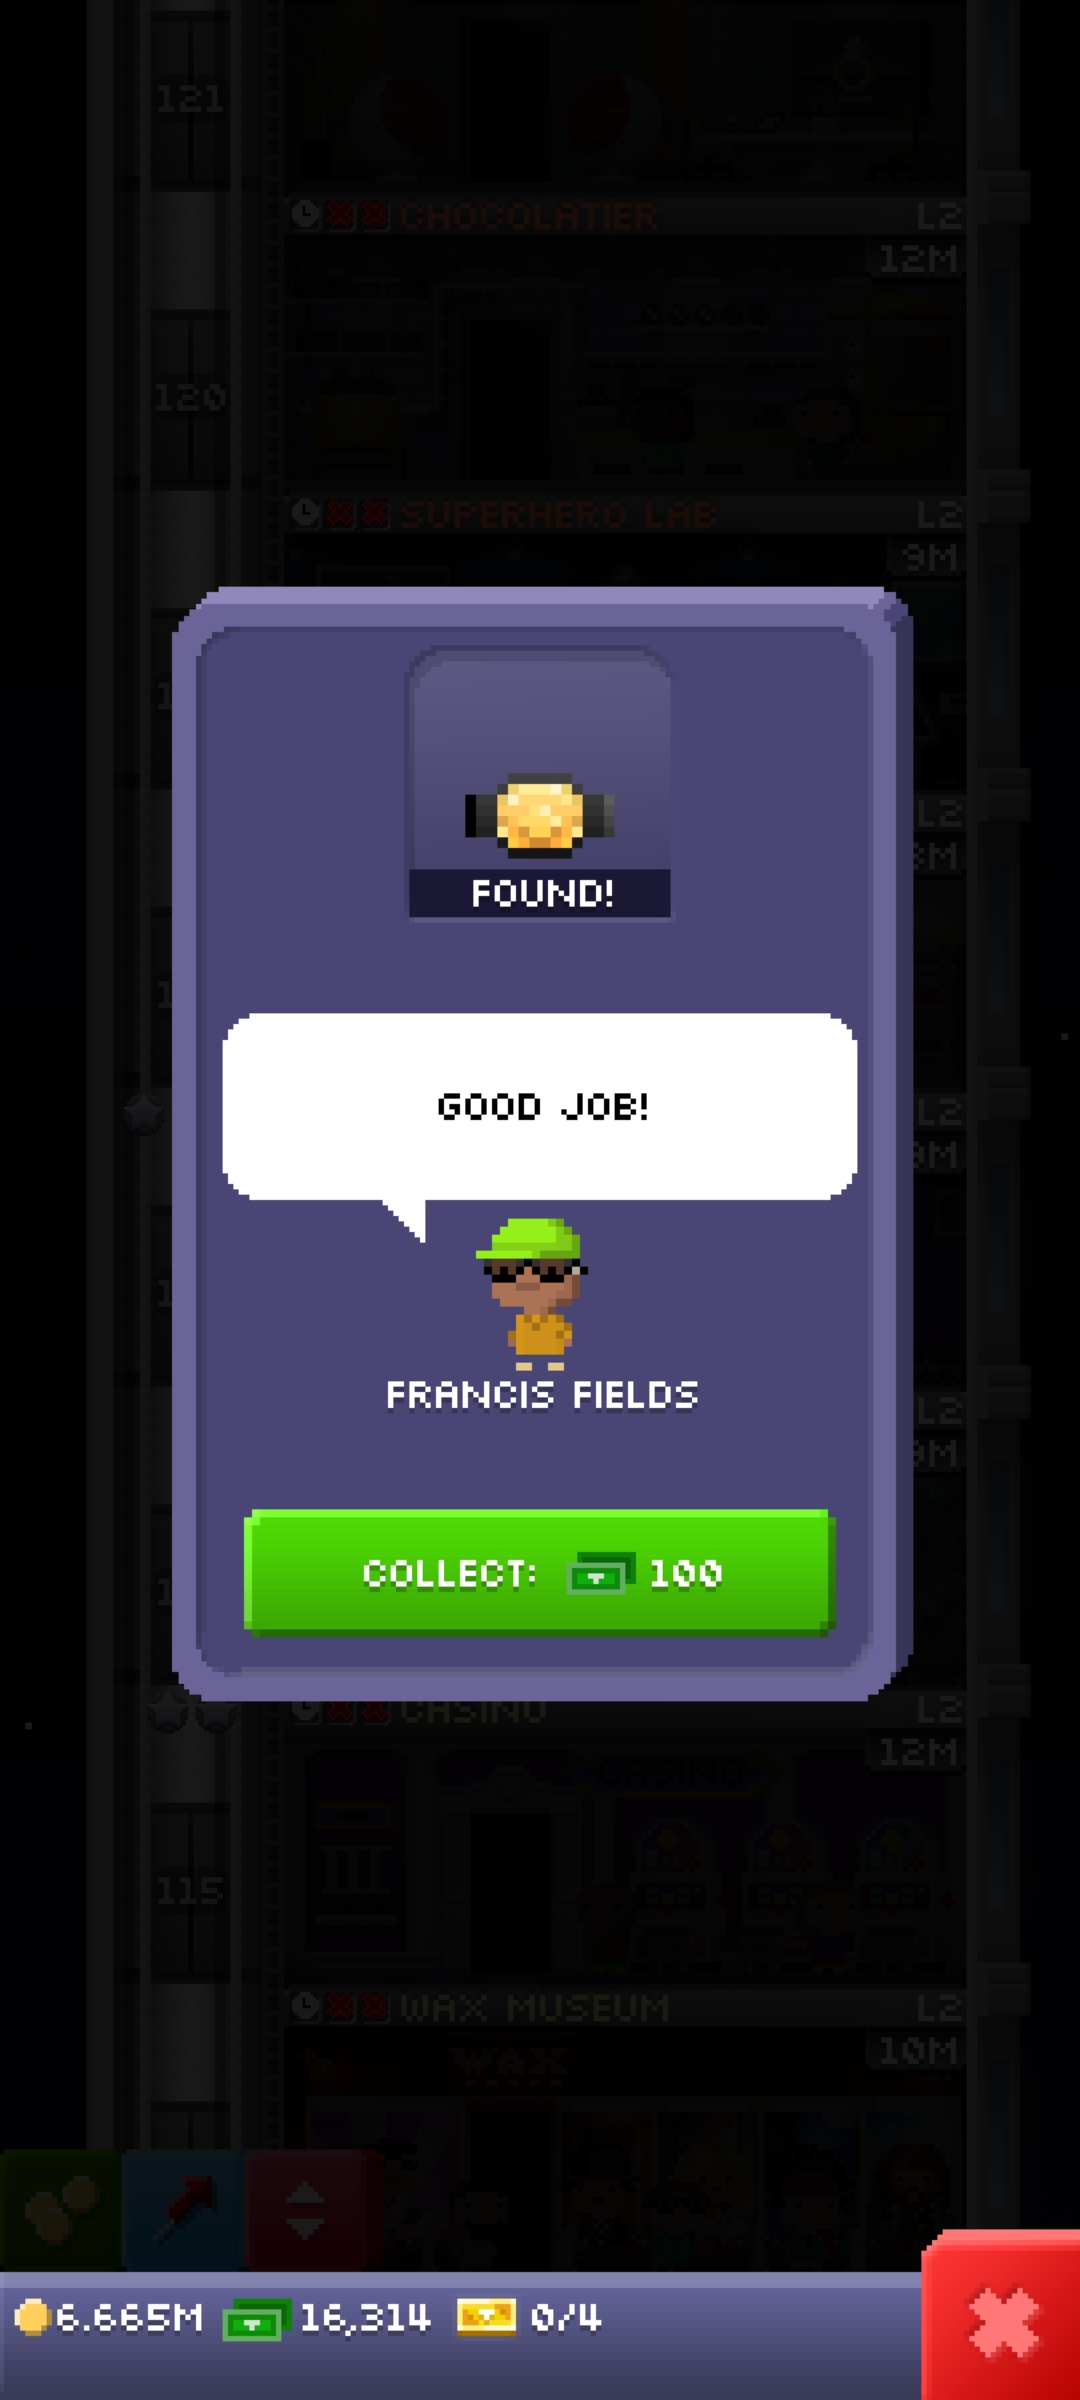 121
CHOCOLATIER L2
12M
120
SUPERHERO LAB L2
9M
FOUND!
L2
L2
9M
GOOD JOB!
FRANCIS FIELDS
L2
9M
COLLECT: 100
CASINO L2
12M
CASINO
115
WAX MUSEUM L2
10M
WAX
6.665M 16,314 0/4